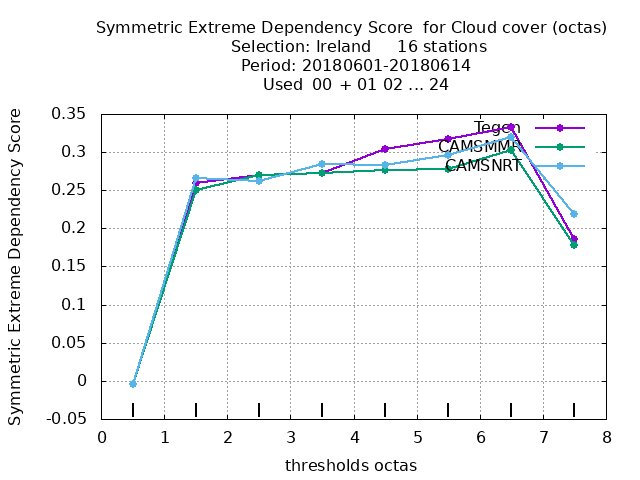 Symmetric Extreme Dependency Score  for Cloud cover (octas)
Selection: Ireland     16 stations
Period: 20180601-20180614
Used  00 + 01 02 ... 24
Symmetric Extreme Dependency Score
0.35
0.3
0.25
0.2
0.15
0.1
0.05
0
-0.05
Tegen
CAMSMMR
CAMSNRT
0 1 2 3 4 5 6 7 8
thresholds octas